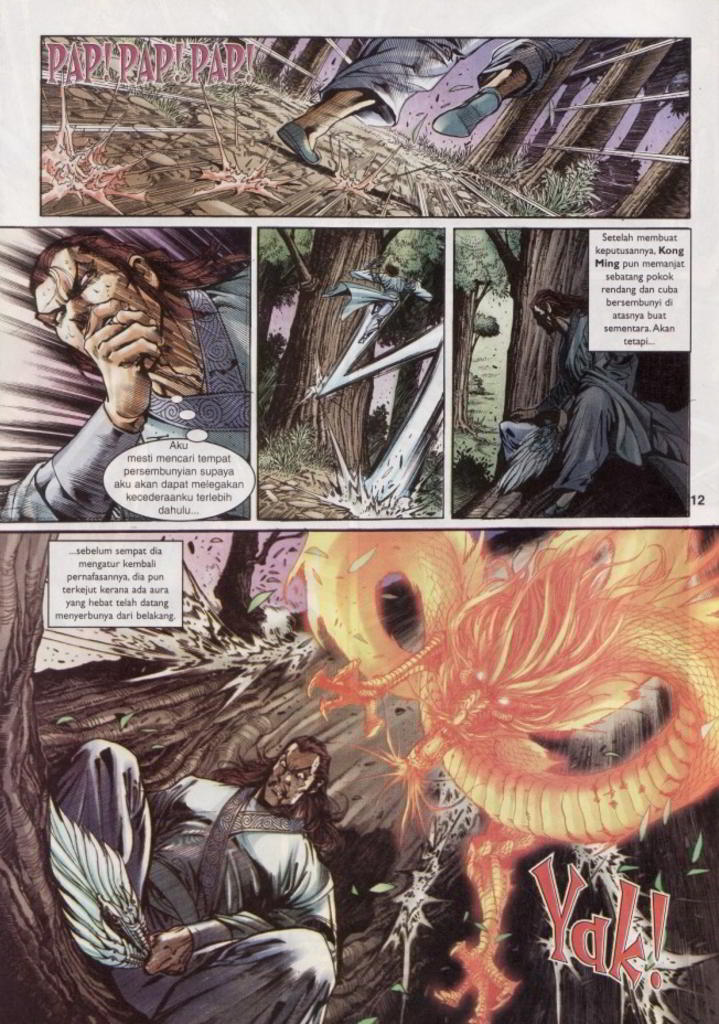 PAP! PAP! PAP!
Aku
mesti mencari tempat
persembunyian supaya
aku akan dapat melegakan
kecederaanku terlebih
dahulu...
Setelah membuat
keputusannya, Kong
Ming pun memanjat
sebatang pokok
rendang dan cuba
bersembunyi di
atasnya buat
sementara. Akan
tetapi...
12
...sebelum sempat dia
mengatur kembali
pernafasannya, dia pun
terkejut kerana ada aura
yang hebat telah datang
menyerbunya dari belakang.
Yak!